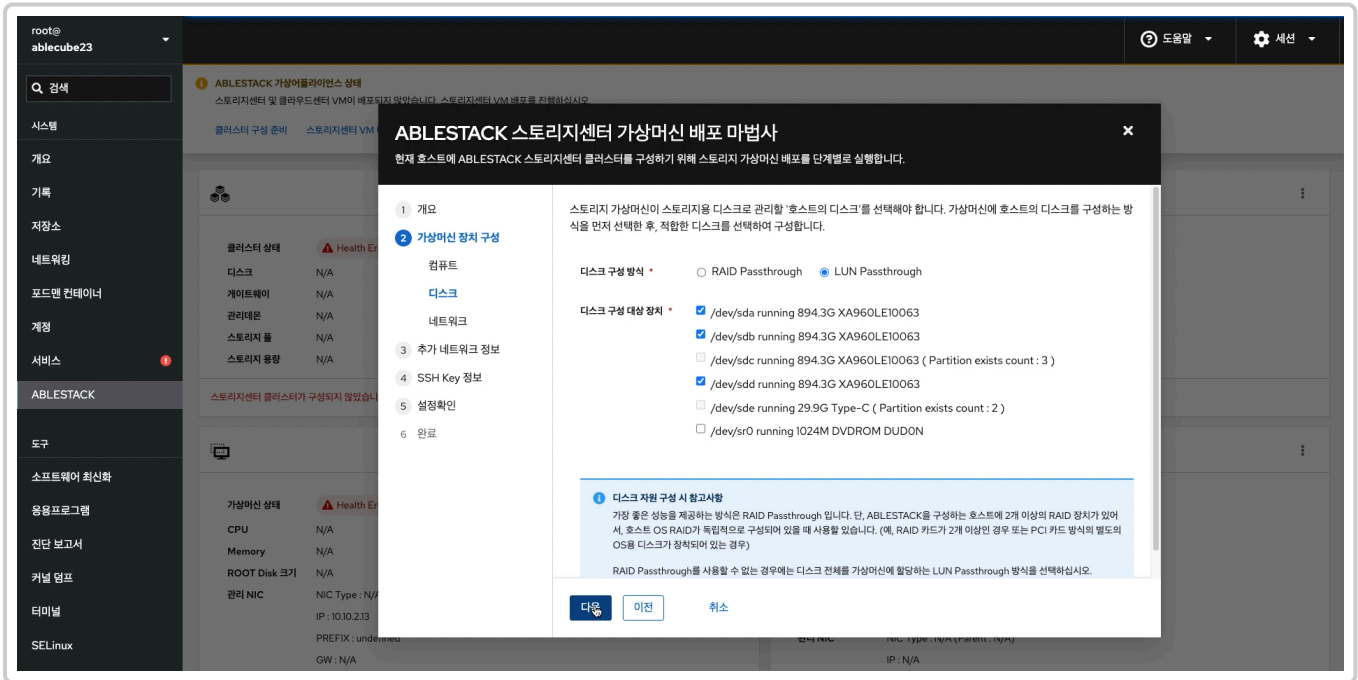 root@
ablecube23
도움말
세션
검색
시스템
개요
기록
저장소
네트워킹
포드맨 컨테이너
계정
서비스
ABLESTACK
도구
소프트웨어 최신화
응용프로그램
진단 보고서
커널 덤프
터미널
SELinux
ABLESTACK 가상어플라이언스 상태
스토리지센터 및 클라우드센터 VM이 배포되지 않았습니다. 스토리지센터 VM 배포를 진행하십시오.
클러스터 구성 준비 스토리지센터 VM
클러스터 상태 Health Er
디스크 N/A
게이트웨이 N/A
관리데몬 N/A
스토리지 풀 N/A
스토리지 용량 N/A
스토리지센터 클러스터가 구성되지 않았습니
가상머신 상태 Health Er
CPU N/A
Memory N/A
ROOT Disk 크기 N/A
관리 NIC NIC Type : N/A
IP : 10.10.2.13
PREFIX : undefined
GW : N/A
ABLESTACK 스토리지센터 가상머신 배포 마법사
현재 호스트에 ABLESTACK 스토리지센터 클러스터를 구성하기 위해 스토리지 가상머신 배포를 단계별로 실행합니다.
1 개요
2 가상머신 장치 구성
컴퓨트
디스크
네트워크
3 추가 네트워크 정보
4 SSH Key 정보
5 설정확인
6 완료
스토리지 가상머신이 스토리지용 디스크로 관리할 '호스트의 디스크'를 선택해야 합니다. 가상머신에 호스트의 디스크를 구성하는 방
식을 먼저 선택한 후, 적합한 디스크를 선택하여 구성합니다.
디스크 구성 방식 * RAID Passthrough LUN Passthrough
디스크 구성 대상 장치 * /dev/sda running 894.3G XA960LE10063
/dev/sdb running 894.3G XA960LE10063
/dev/sdc running 894.3G XA960LE10063 ( Partition exists count : 3 )
/dev/sdd running 894.3G XA960LE10063
/dev/sde running 29.9G Type-C ( Partition exists count : 2 )
/dev/sr0 running 1024M DVDROM DUD0N
디스크 자원 구성 시 참고사항
가장 좋은 성능을 제공하는 방식은 RAID Passthrough 입니다. 단, ABLESTACK을 구성하는 호스트에 2개 이상의 RAID 장치가 있어
서, 호스트 OS RAID가 독립적으로 구성되어 있을 때 사용할 있습니다. (예, RAID 카드가 2개 이상인 경우 또는 PCI 카드 방식의 별도의
OS용 디스크가 장착되어 있는 경우)
RAID Passthrough를 사용할 수 없는 경우에는 디스크 전체를 가상머신에 할당하는 LUN Passthrough 방식을 선택하십시오.
다음 이전 취소
관리 NIC NIC Type : N/A (Parent : N/A)
IP : N/A